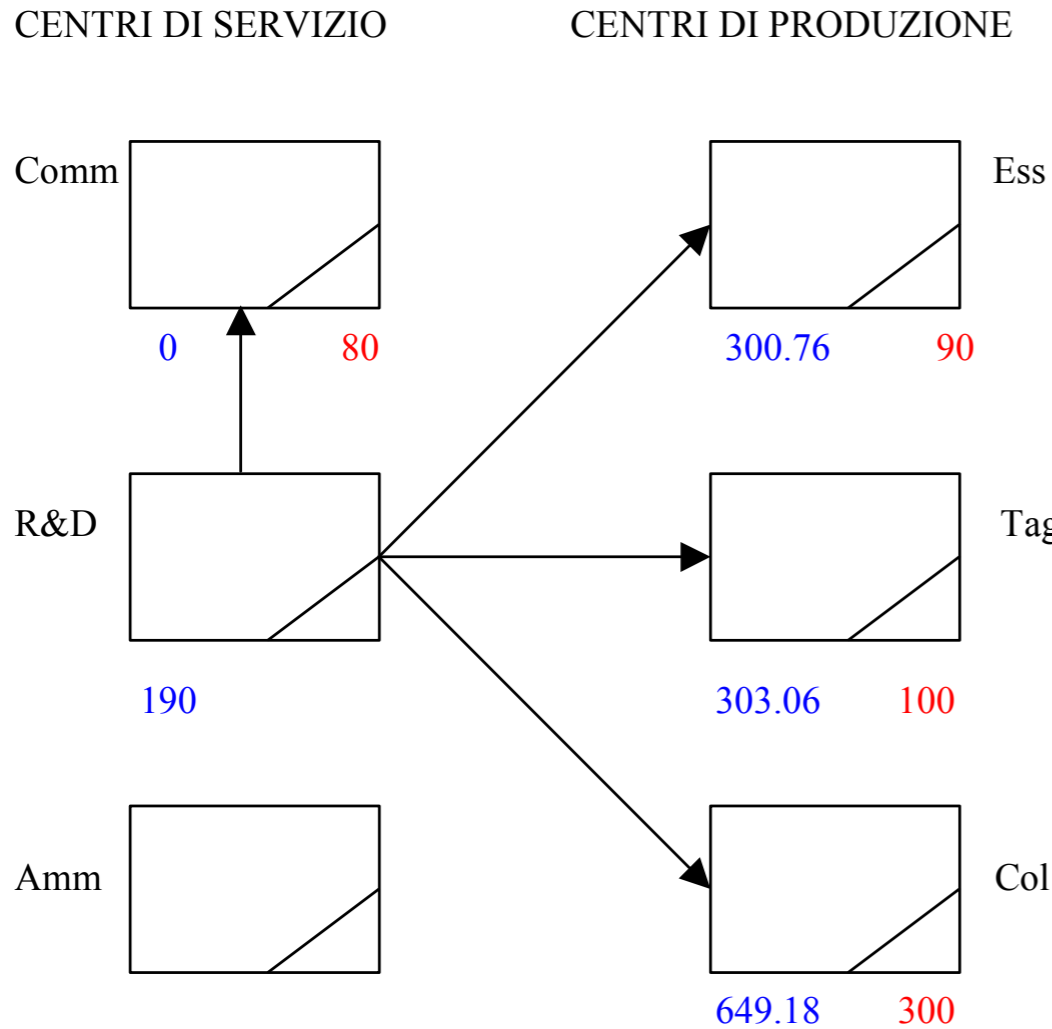 CENTRI DI SERVIZIO CENTRI DI PRODUZIONE
Comm Ess
0 80 300.76 90
R&D Tag
190 303.06 100
Amm Col
649.18 300